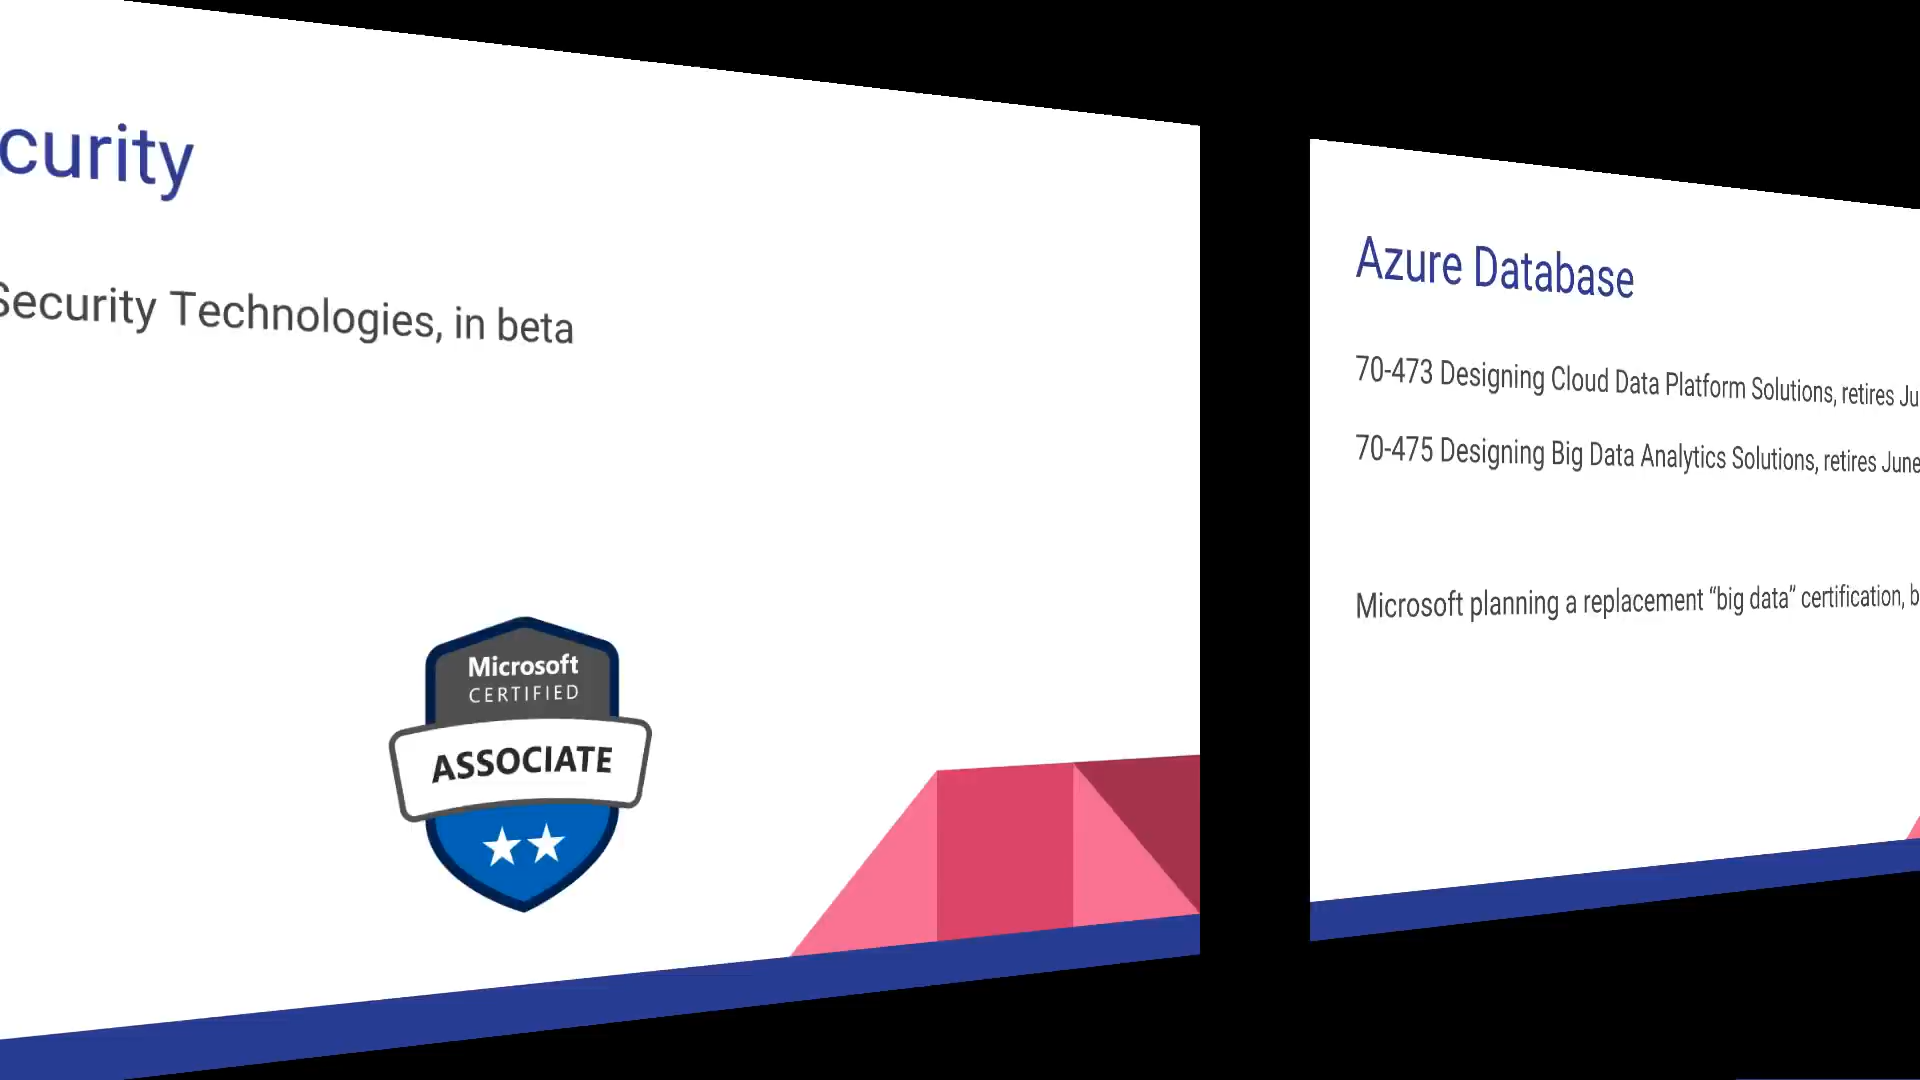 curity
Security Technologies, in beta
Microsoft
CERTIFIED
ASSOCIATE
Azure Database
70-473 Designing Cloud Data Platform Solutions, retires Ju
70-475 Designing Big Data Analytics Solutions, retires June
Microsoft planning a replacement “big data” certification, b